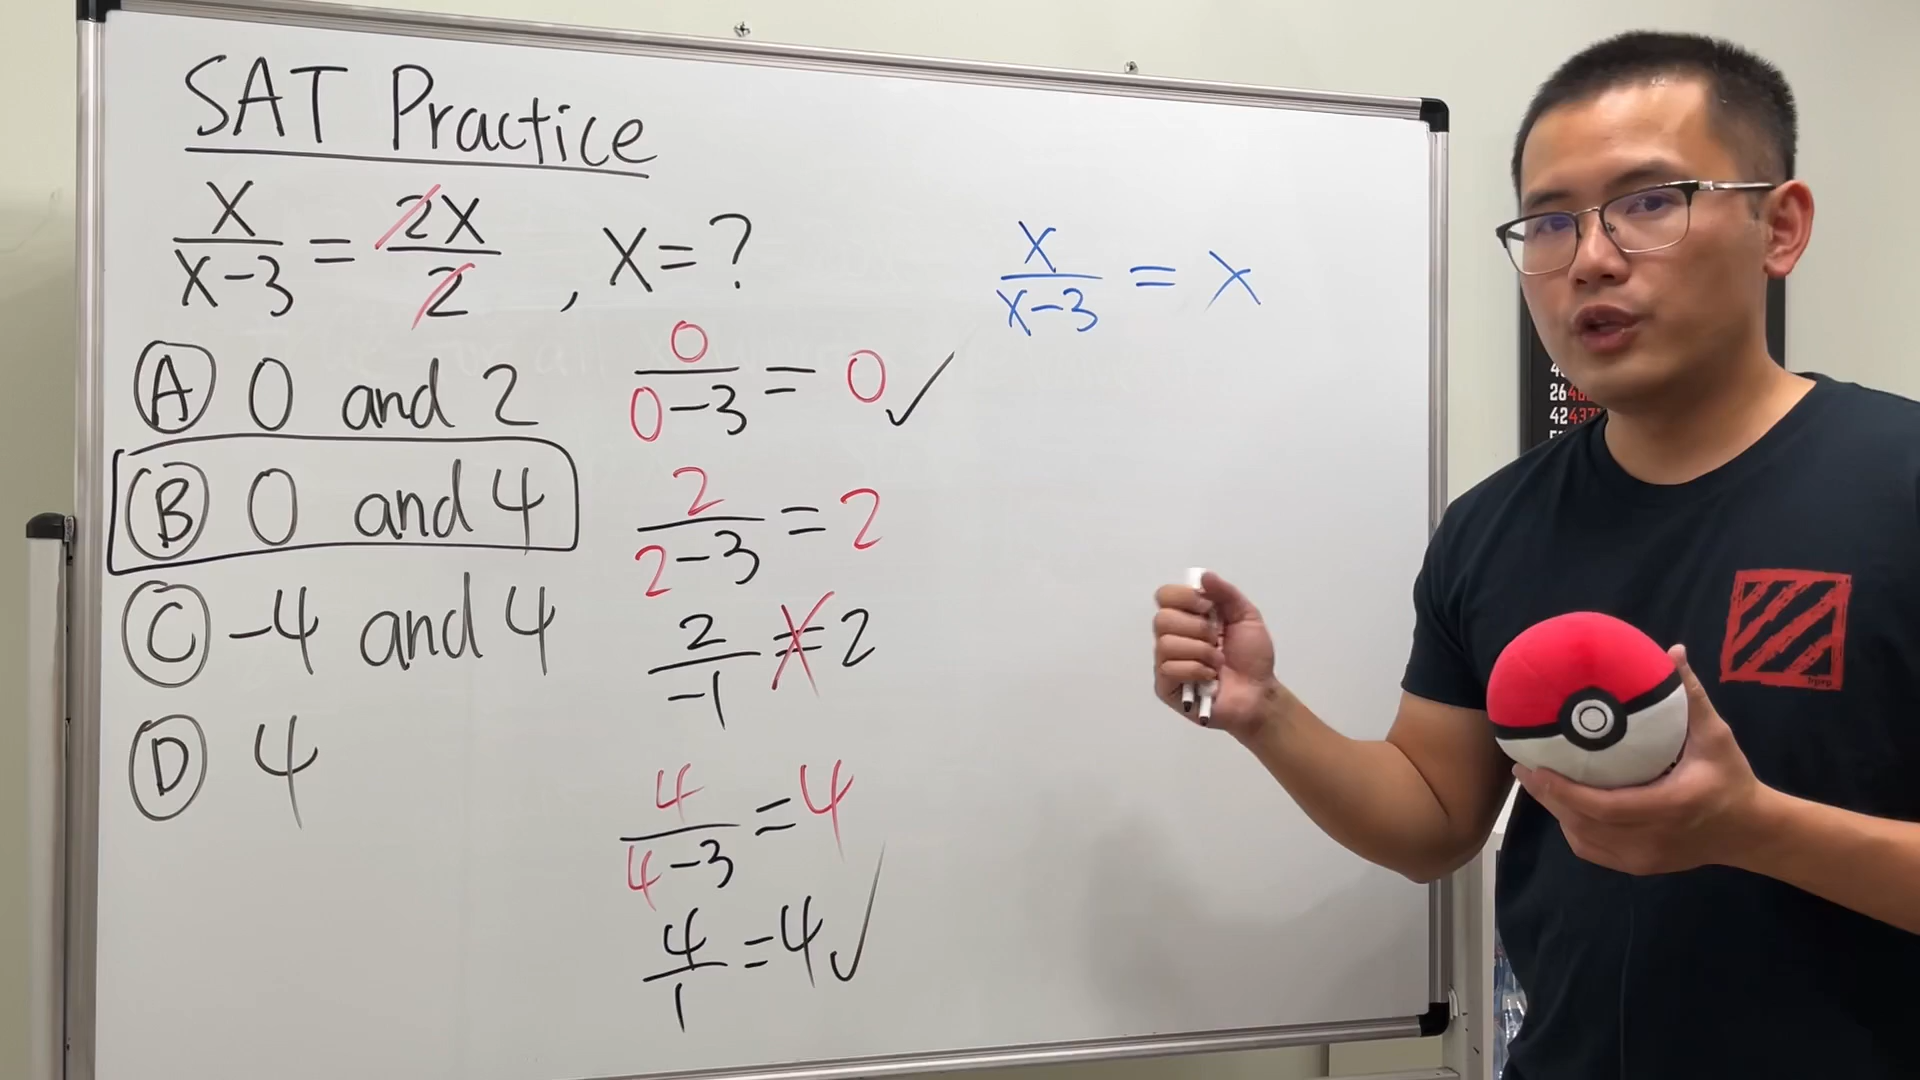 SAT Practice
x/(x-3) = 2x/2 , x=?
A 0 and 2
B 0 and 4
C -4 and 4
D 4
0/(0-3) = 0 ✓
2/(2-3) = 2
2/-1 ≠ 2
4/(4-3) = 4
4/1 = 4 ✓
x/(x-3) = x
bprp